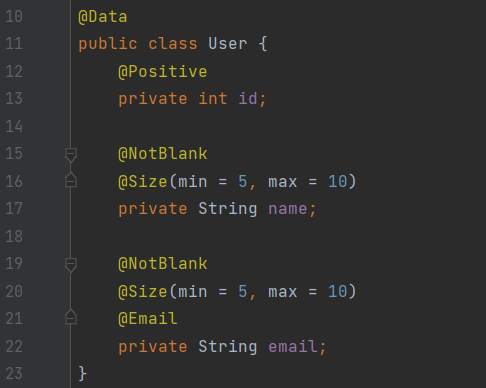 10 @Data
11 public class User {
12     @Positive
13     private int id;
14
15     @NotBlank
16     @Size(min = 5, max = 10)
17     private String name;
18
19     @NotBlank
20     @Size(min = 5, max = 10)
21     @Email
22     private String email;
23 }